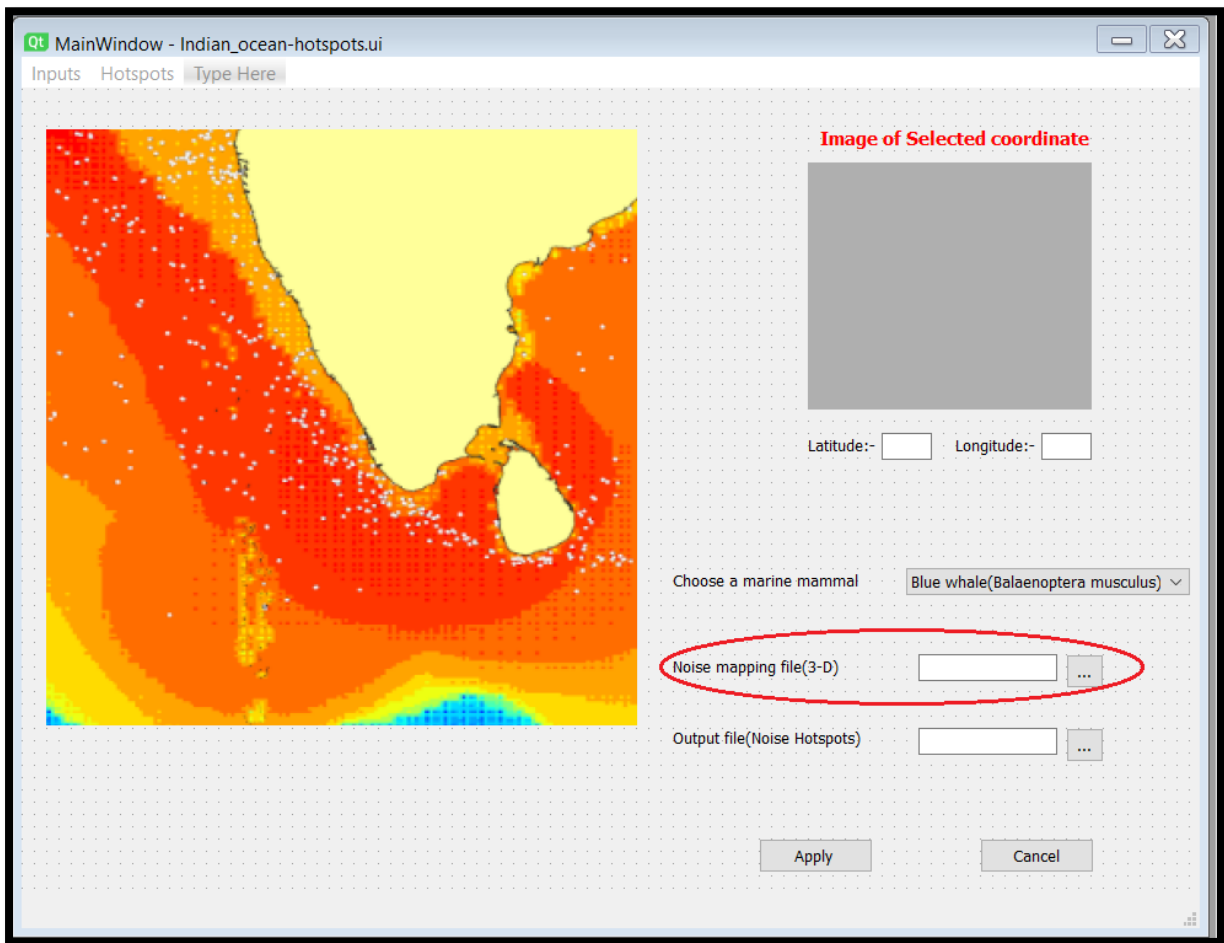 Qt MainWindow - Indian_ocean-hotspots.ui
Inputs Hotspots Type Here
Image of Selected coordinate
Latitude:- Longitude:-
Choose a marine mammal Blue whale(Balaenoptera musculus)
Noise mapping file(3-D) ...
Output file(Noise Hotspots) ...
Apply Cancel